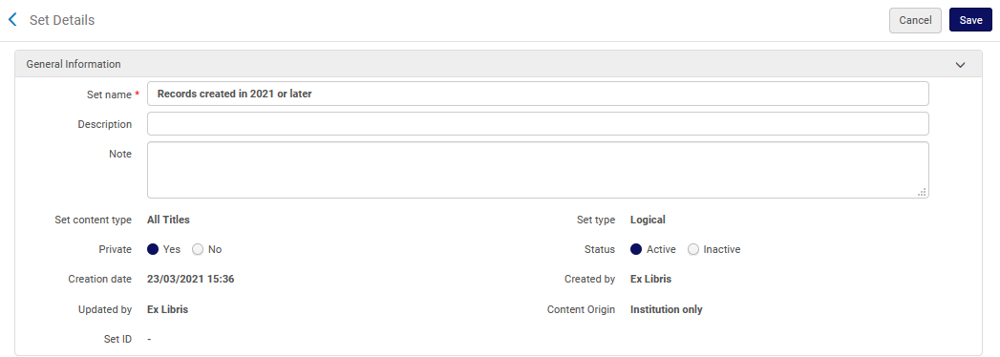 Set Details
Cancel
Save
General Information
Set name *
Records created in 2021 or later
Description
Note
Set content type All Titles
Set type Logical
Private Yes No
Status Active Inactive
Creation date 23/03/2021 15:36
Created by Ex Libris
Updated by Ex Libris
Content Origin Institution only
Set ID -